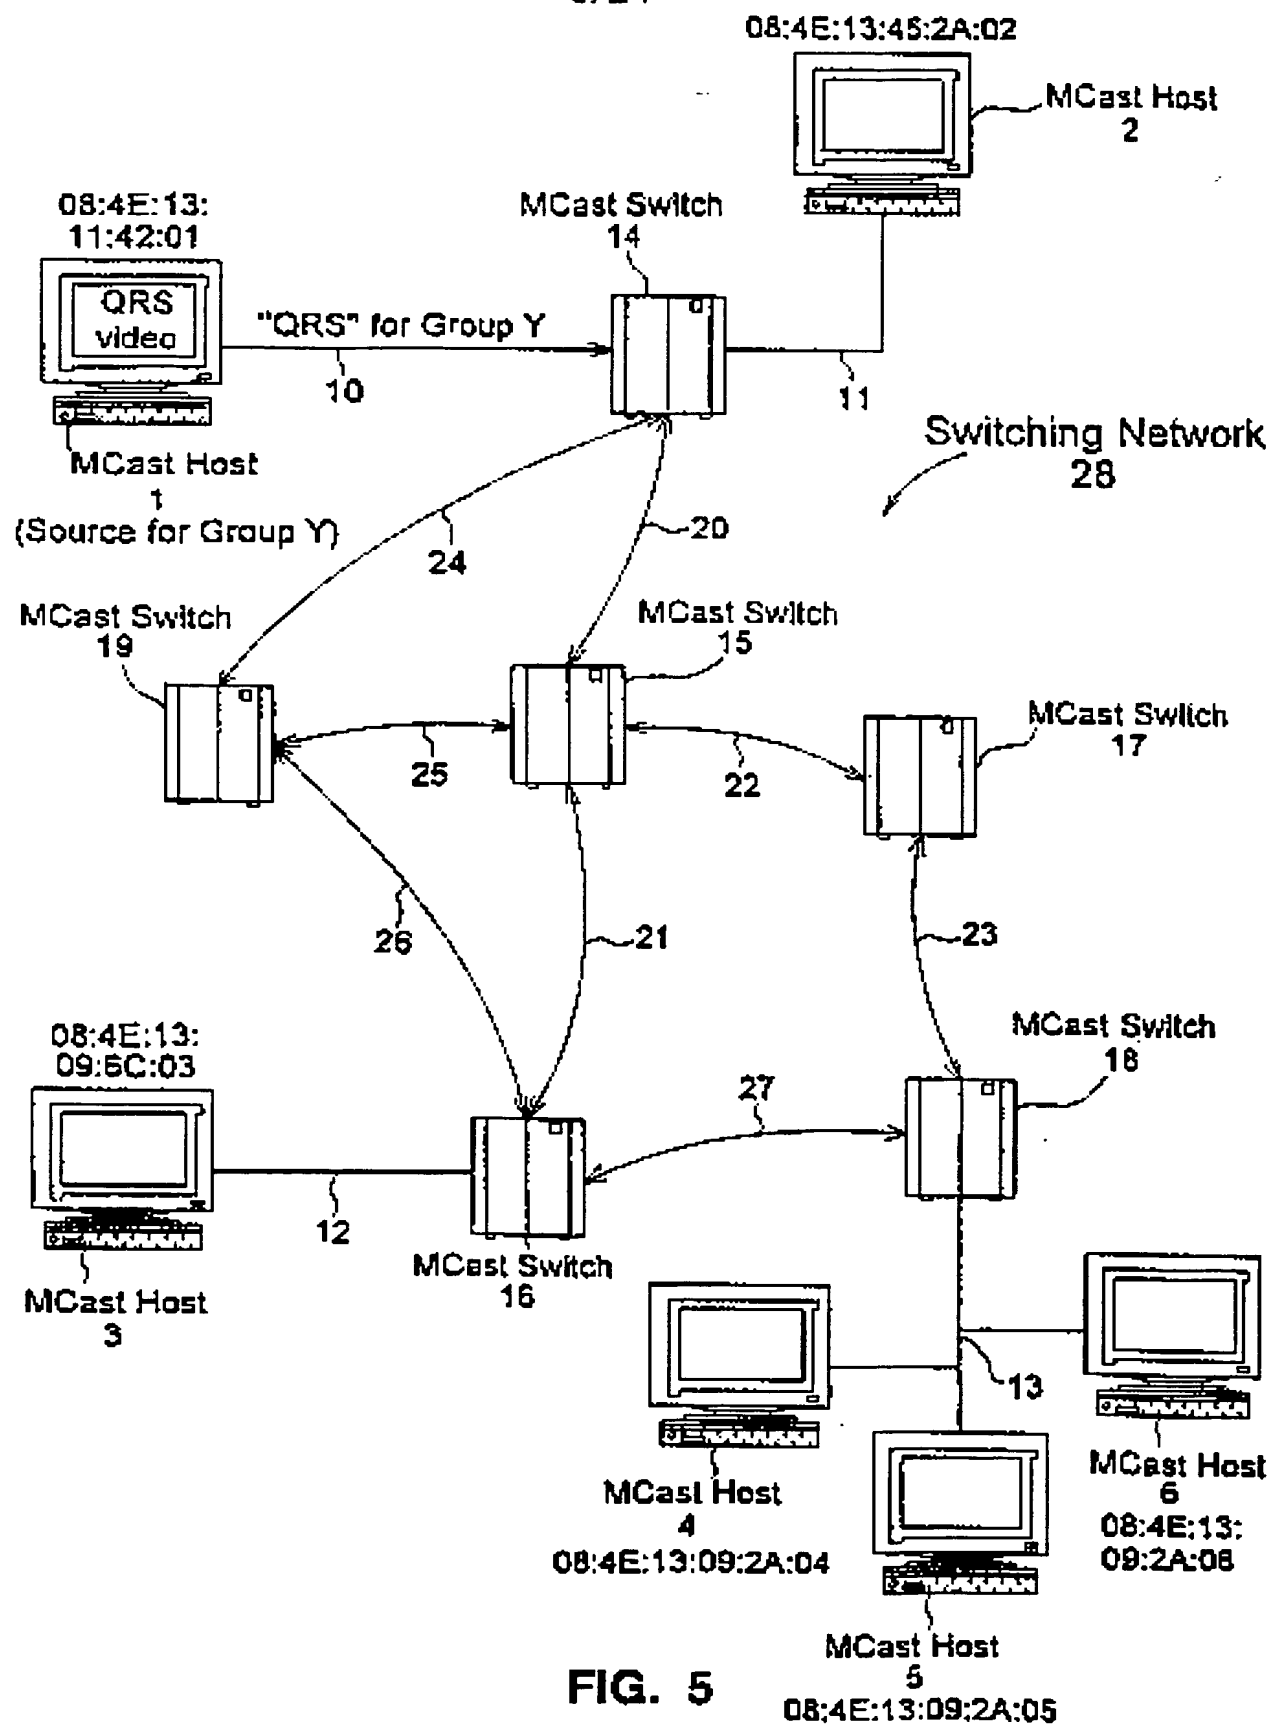 08:4E:13:45:2A:02
MCast Host
2
08:4E:13:
11:42:01
MCast Switch
14
QRS
video
"QRS" for Group Y
10
11
MCast Host
1
(Source for Group Y)
Switching Network
28
24
20
MCast Switch
19
MCast Switch
15
MCast Switch
17
25
22
26
21
23
08:4E:13:
09:6C:03
MCast Switch
18
27
12
MCast Host
3
MCast Switch
16
13
MCast Host
4
08:4E:13:09:2A:04
MCast Host
6
08:4E:13:
09:2A:06
MCast Host
5
08:4E:13:09:2A:05
FIG. 5